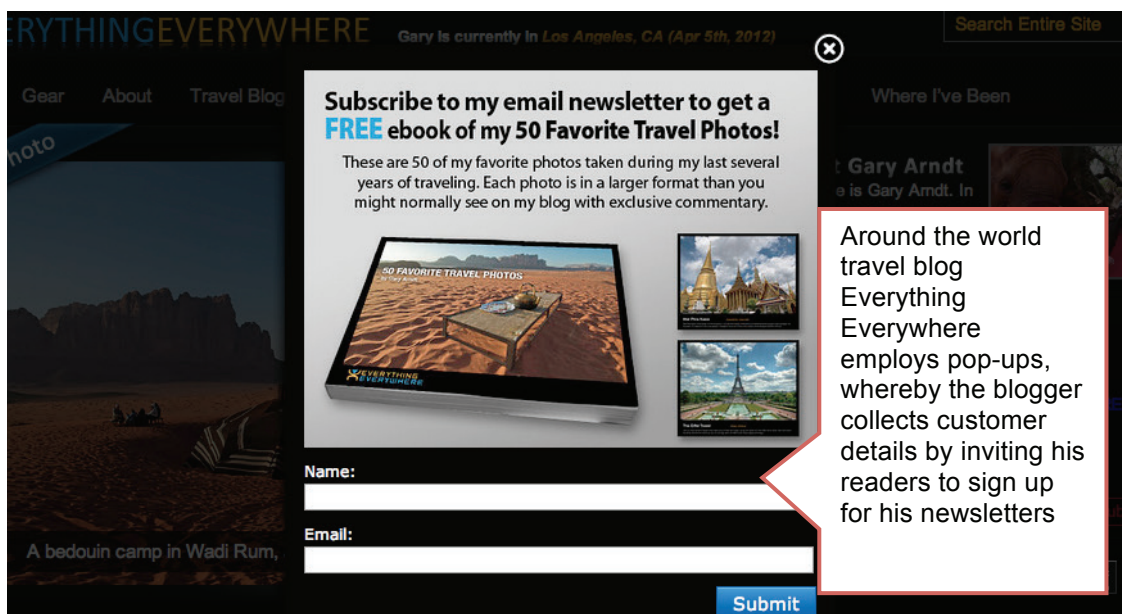 ERYTHINGEVERYWHERE
Gary is currently in Los Angeles, CA (Apr 5th, 2012)
Search Entire Site
Gear About Travel Blog
Where I've Been
hoto
Subscribe to my email newsletter to get a
FREE ebook of my 50 Favorite Travel Photos!
These are 50 of my favorite photos taken during my last several
years of traveling. Each photo is in a larger format than you
might normally see on my blog with exclusive commentary.
50 FAVORITE TRAVEL PHOTOS
by Gary Arndt
EVERYTHING
EVERYWHERE
Gary Arndt
e is Gary Arndt. In
Around the world
travel blog
Everything
Everywhere
employs pop-ups,
whereby the blogger
collects customer
details by inviting his
readers to sign up
for his newsletters
Name:
Email:
A bedouin camp in Wadi Rum,
Submit